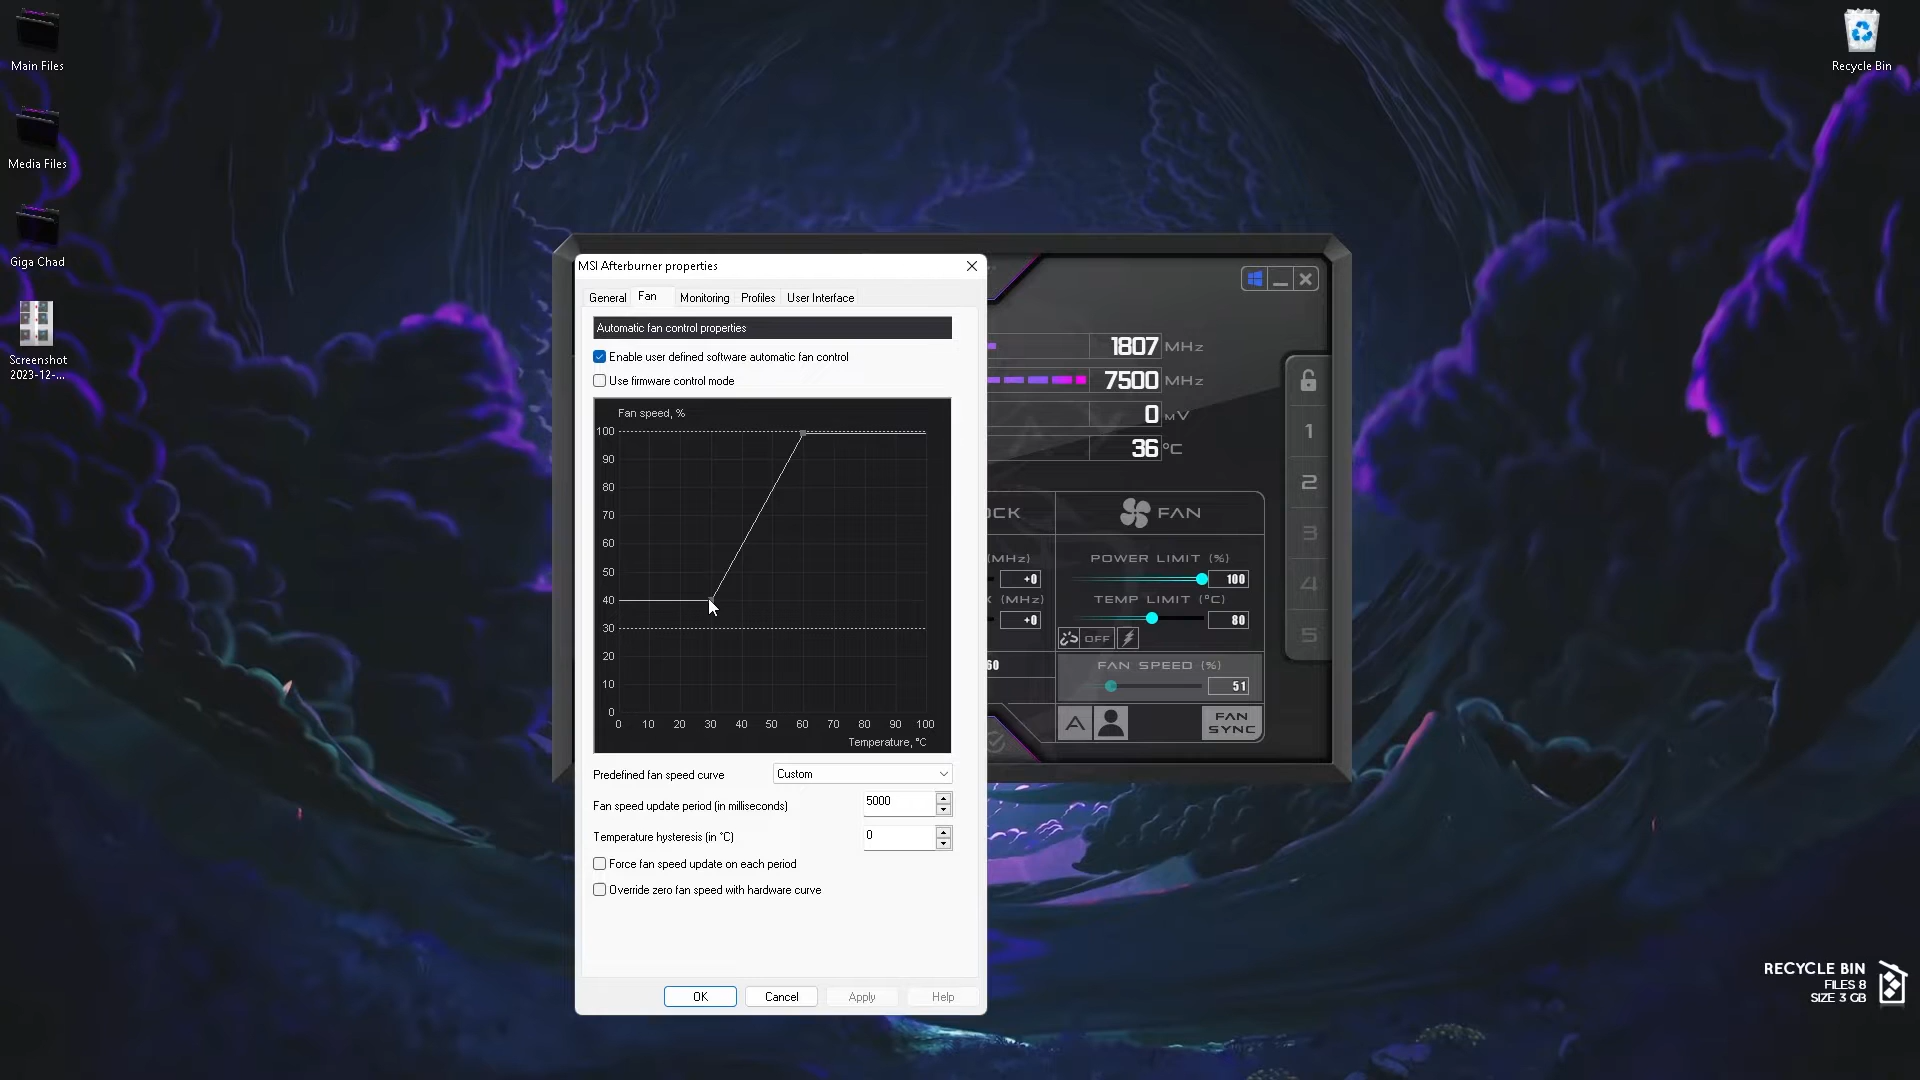 Main Files
Media Files
Giga Chad
Screenshot
2023-12-...
Recycle Bin
MSI Afterburner properties
General
Fan
Monitoring
Profiles
User Interface
Automatic fan control properties
Enable user defined software automatic fan control
Use firmware control mode
Fan speed, %
100
90
80
70
60
50
40
30
20
10
0
0 10 20 30 40 50 60 70 80 90 100
Temperature, °C
Predefined fan speed curve
Custom
Fan speed update period (in milliseconds)
5000
Temperature hysteresis (in °C)
0
Force fan speed update on each period
Override zero fan speed with hardware curve
OK
Cancel
Apply
Help
1807 MHz
7500 MHz
0 MV
36 °C
OCK
FAN
(MHz)
+0
(MHz)
+0
POWER LIMIT (%)
100
TEMP LIMIT (°C)
80
OFF
60
FAN SPEED (%)
51
A
FAN
SYNC
1
2
3
4
5
RECYCLE BIN
FILES 8
SIZE 3 GB